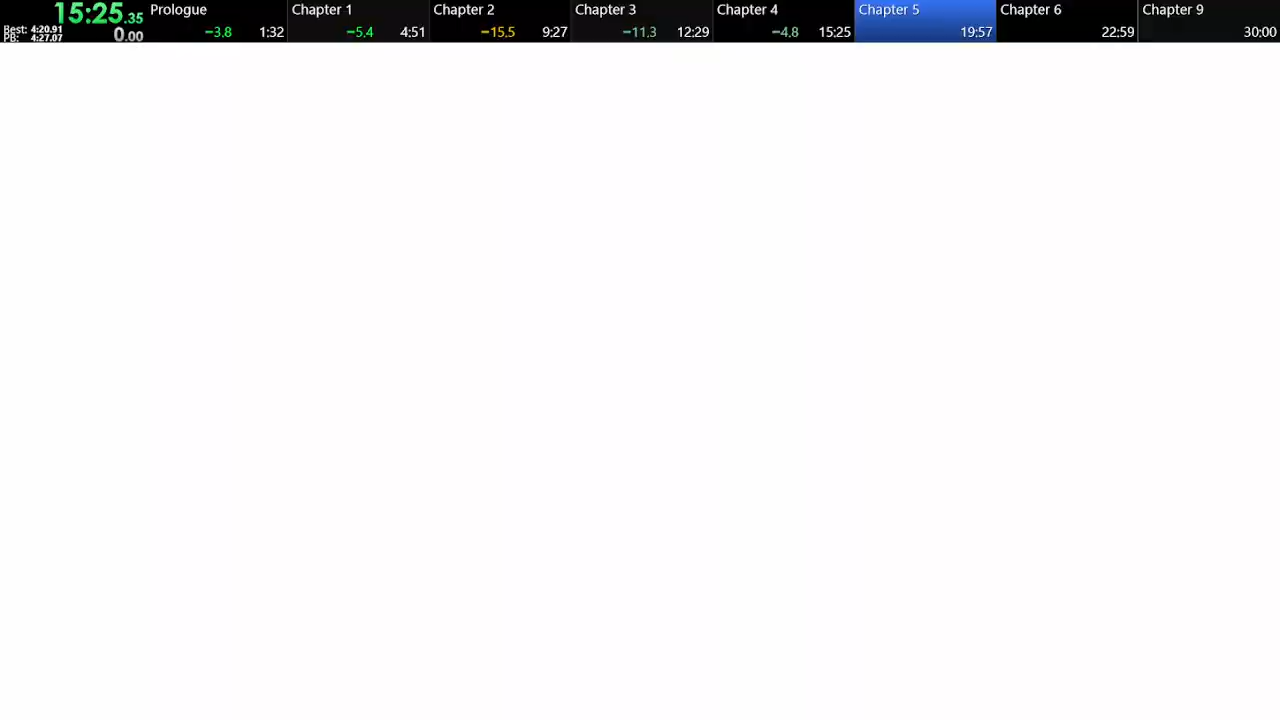 15:25.35
Best: 4:20.91
PB: 4:27.07
0.00
Prologue
−3.8 1:32
Chapter 1
−5.4 4:51
Chapter 2
−15.5 9:27
Chapter 3
−11.3 12:29
Chapter 4
−4.8 15:25
Chapter 5
19:57
Chapter 6
22:59
Chapter 9
30:00